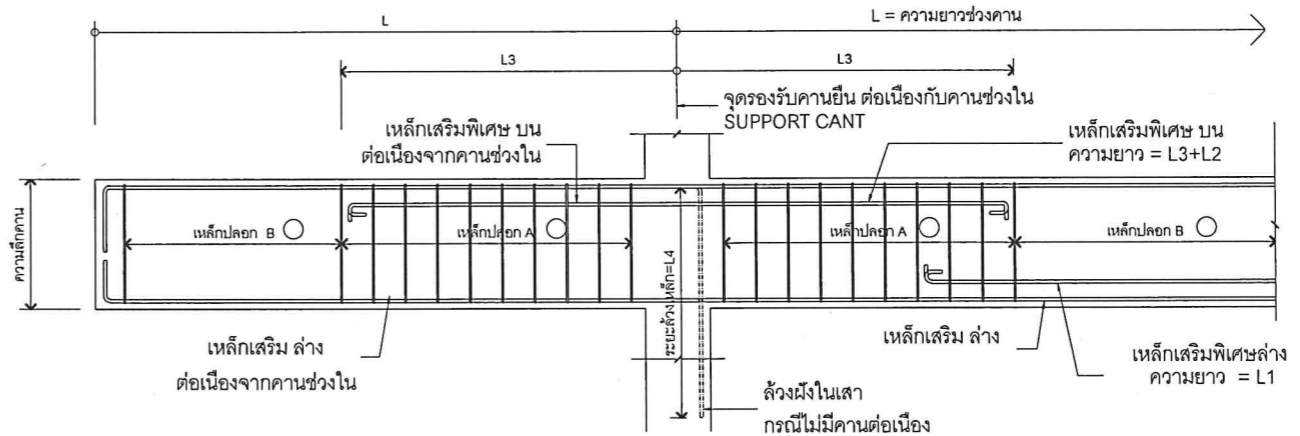 L
L = ความยาวช่วงคาน
L3
L3
จุดรองรับคานยื่น ต่อเนื่องกับคานช่วงใน
SUPPORT CANT
เหล็กเสริมพิเศษ บน
ต่อเนื่องจากคานช่วงใน
เหล็กเสริมพิเศษ บน
ความยาว = L3+L2
ความลึกคาน
เหล็กปลอก B
เหล็กปลอก A
เหล็กปลอก A
เหล็กปลอก B
ระยะล้วงเหล็ก=L4
เหล็กเสริม ล่าง
ต่อเนื่องจากคานช่วงใน
เหล็กเสริม ล่าง
เหล็กเสริมพิเศษล่าง
ความยาว = L1
ล้วงฝังในเสา
กรณีไม่มีคานต่อเนื่อง